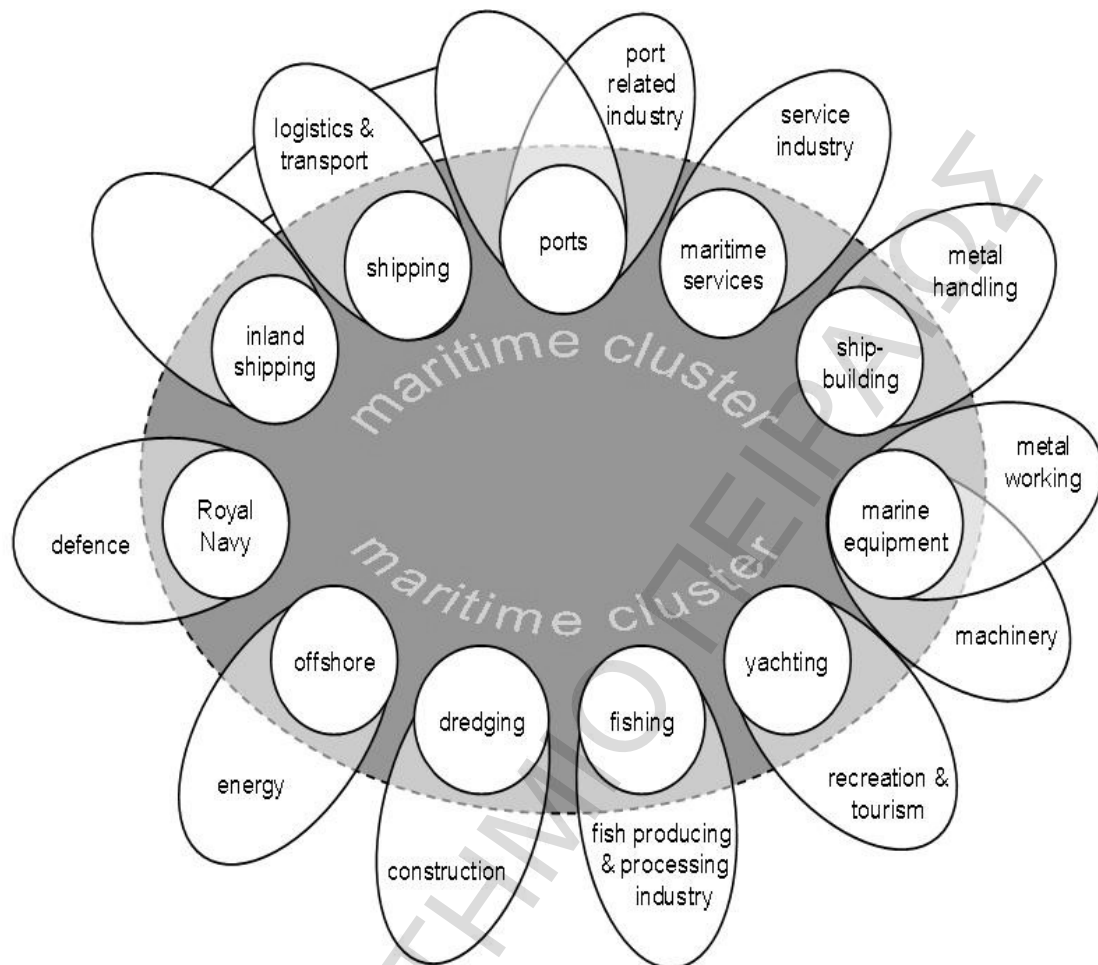 port
related
industry
logistics &
transport
service
industry
ports
shipping
maritime
services
metal
handling
inland
shipping
ship-
building
maritime cluster
metal
working
Royal
Navy
marine
equipment
defence
maritime cluster
machinery
offshore
yachting
dredging
fishing
energy
recreation &
tourism
construction
fish producing
& processing
industry
ΤΗΜΙΟ ΠΕΙΡΑΙΩΣ